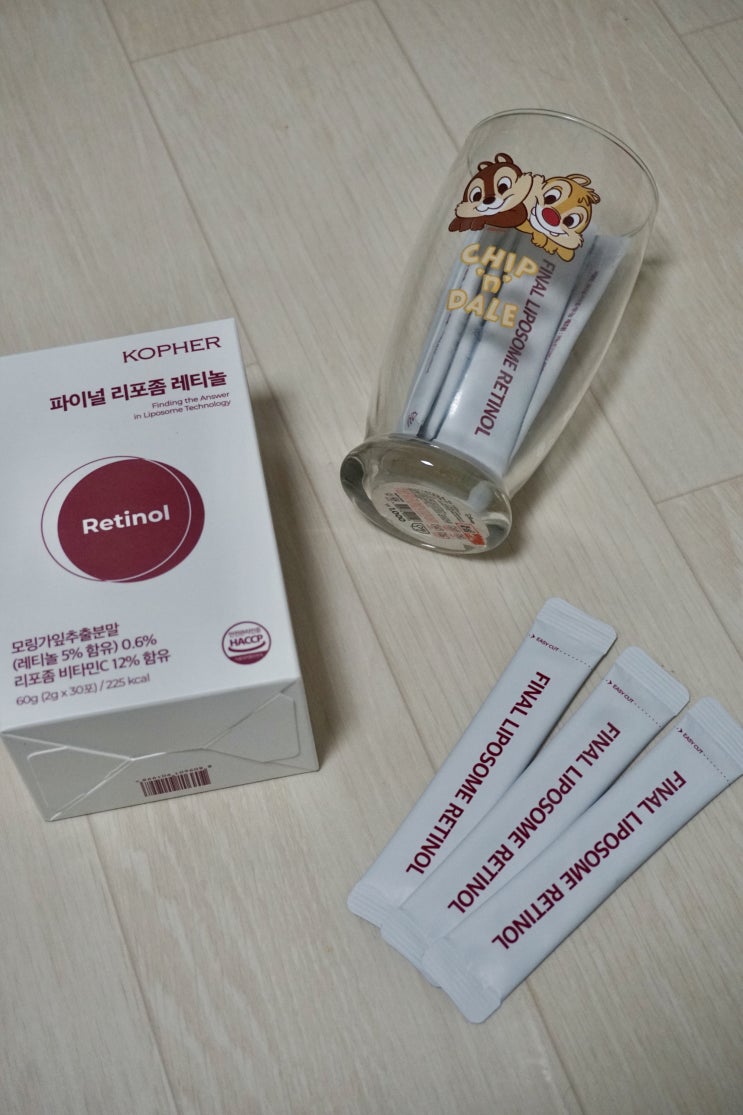 KOPHER
파이널 리포좀 레티놀
Finding the Answer
in Liposome Technology
Retinol
모링가잎추출분말
(레티놀 5% 함유) 0.6%
리포좀 비타민C 12% 함유
60g (2g x 30포) / 225 kcal
HACCP
CHIP
'n'
DALE
FINAL LIPOSOME RETINOL
EASY CUT
FINAL LIPOSOME RETINOL
EASY CUT
FINAL LIPOSOME RETINOL
EASY CUT
FINAL LIPOSOME RETINOL